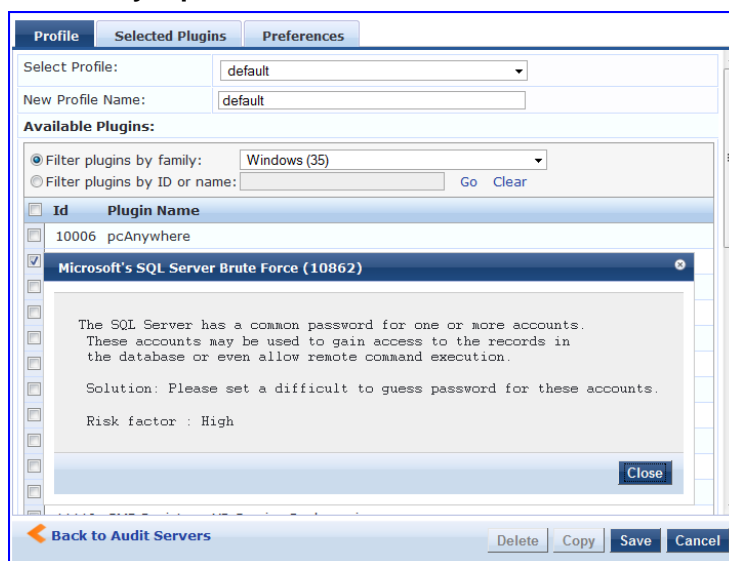 Profile Selected Plugins Preferences
Select Profile: default
New Profile Name: default
Available Plugins:
Filter plugins by family: Windows (35)
Filter plugins by ID or name: Go Clear
Id Plugin Name
10006 pcAnywhere
Microsoft's SQL Server Brute Force (10862)
The SQL Server has a common password for one or more accounts.
These accounts may be used to gain access to the records in
the database or even allow remote command execution.
Solution: Please set a difficult to guess password for these accounts.
Risk factor : High
Close
Back to Audit Servers Delete Copy Save Cancel